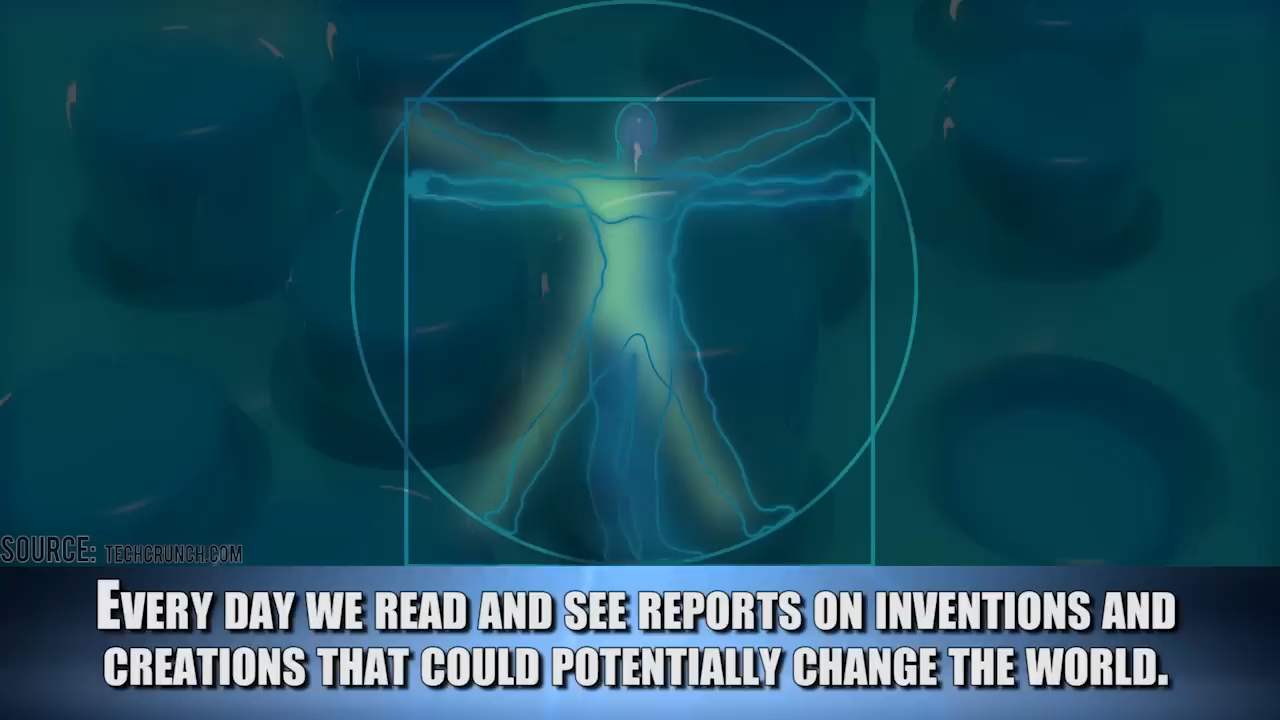 SOURCE: TECHCRUNCH.COM
EVERY DAY WE READ AND SEE REPORTS ON INVENTIONS AND
CREATIONS THAT COULD POTENTIALLY CHANGE THE WORLD.